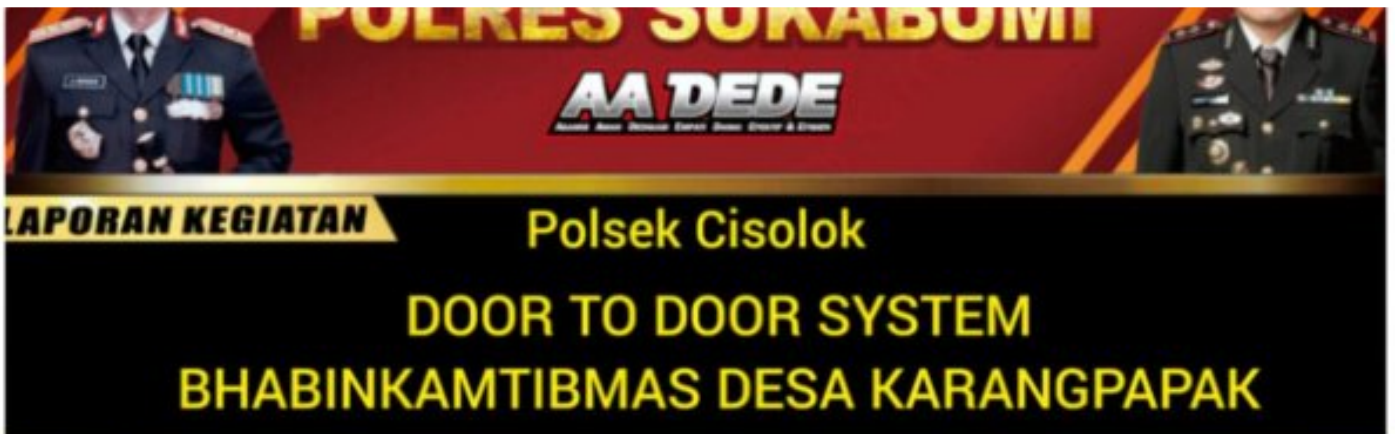 POLRES SUKABUMI
AA DEDE
LAPORAN KEGIATAN
Polsek Cisolok
DOOR TO DOOR SYSTEM
BHABINKAMTIBMAS DESA KARANGPAPAK